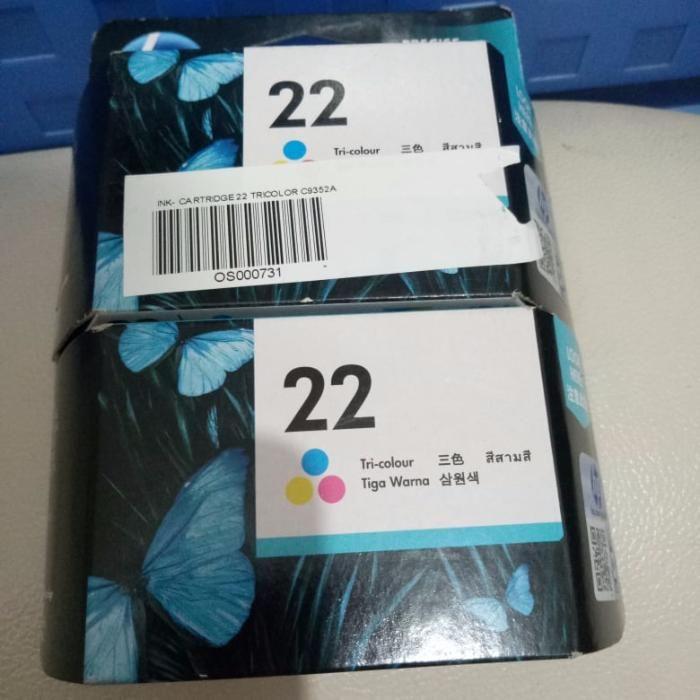 22
Tri-colour 三色 สีสามสี
INK- CARTRIDGE 22 TRICOLOR C9352A
OS000731
22
Tri-colour 三色 สีสามสี
Tiga Warna 삼원색